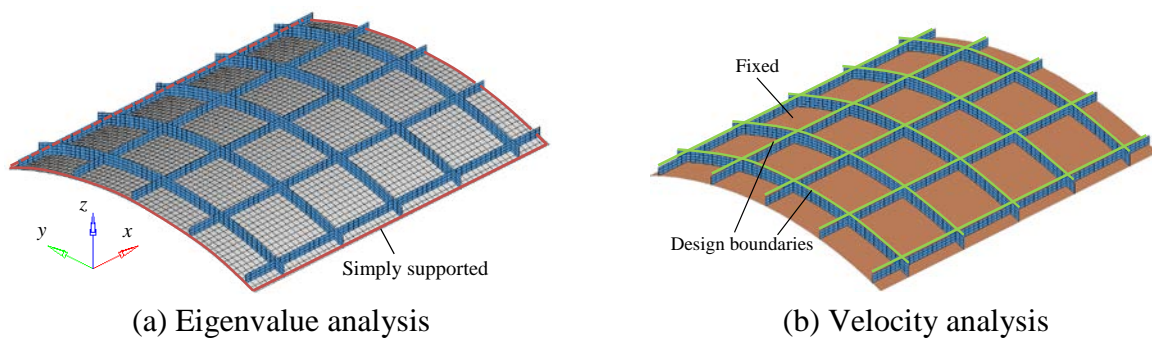 z
y
x
Simply supported
(a) Eigenvalue analysis
Fixed
Design boundaries
(b) Velocity analysis